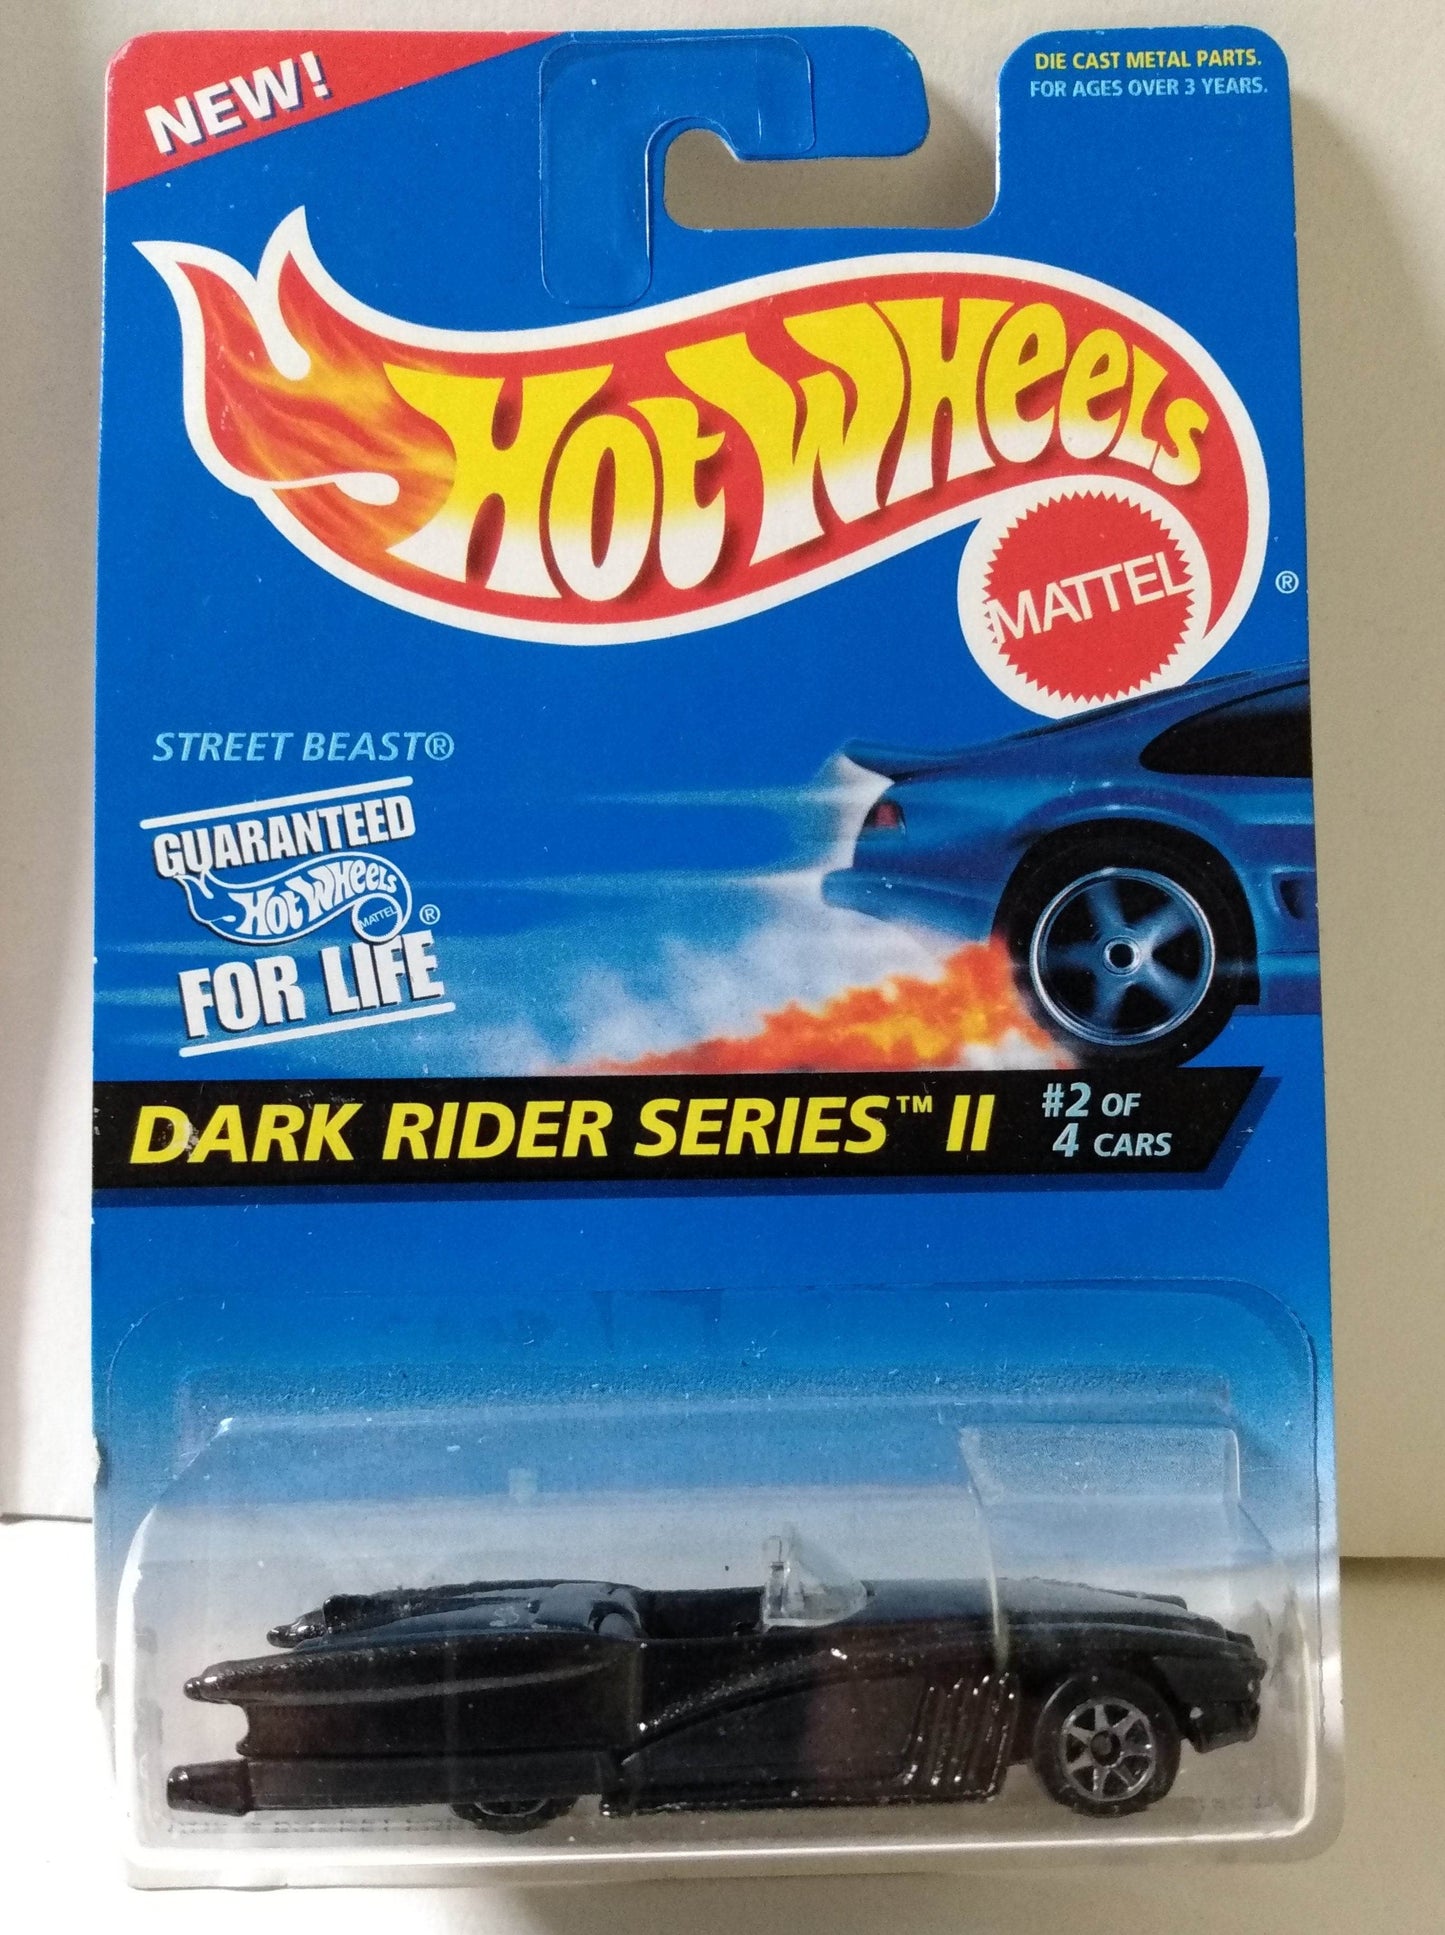 NEW!
DIE CAST METAL PARTS.
FOR AGES OVER 3 YEARS.
HOT WHEELS
MATTEL
®
STREET BEAST®
GUARANTEED
HOT WHEELS
MATTEL
®
FOR LIFE
DARK RIDER SERIES™ II
#2 OF
4 CARS